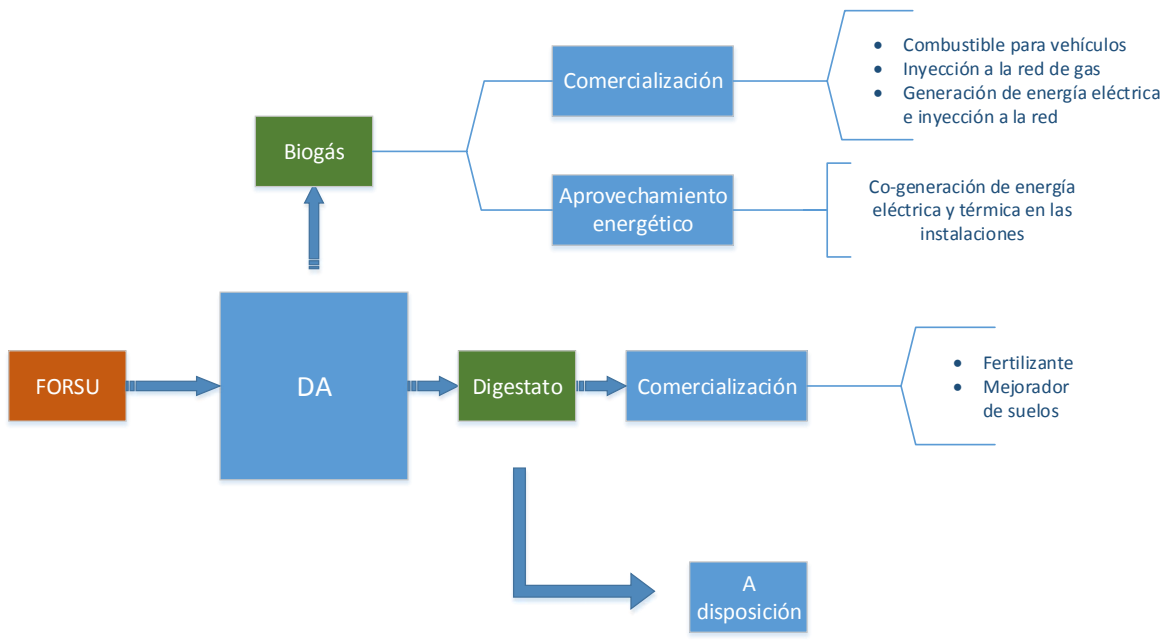 Comercialización
• Combustible para vehículos
• Inyección a la red de gas
• Generación de energía eléctrica
e inyección a la red
Biogás
Aprovechamiento
energético
Co-generación de energía
eléctrica y térmica en las
instalaciones
FORSU
DA
Digestato
Comercialización
• Fertilizante
• Mejorador
de suelos
A
disposición